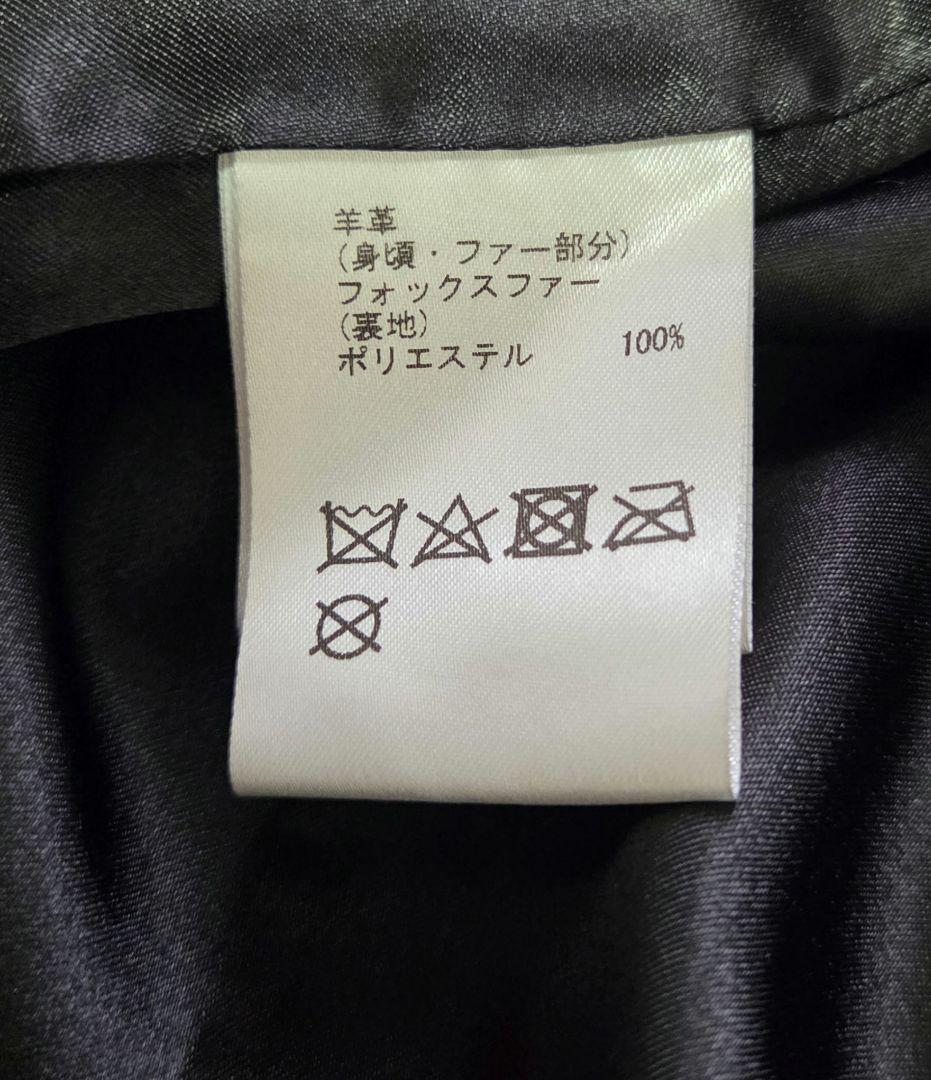 羊革
(身頃・ファー部分)
フォックスファー
(裏地)
ポリエステル 100%